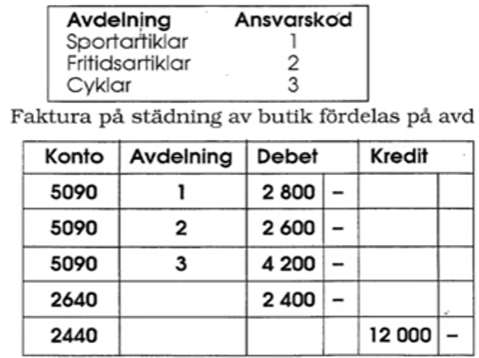 Avdelning Ansvarskod
Sportartiklar 1
Fritidsartiklar 2
Cyklar 3
Faktura på städning av butik fördelas på avd
Konto Avdelning Debet Kredit
5090 1 2 800 –
5090 2 2 600 –
5090 3 4 200 –
2640 2 400 –
2440 12 000 –